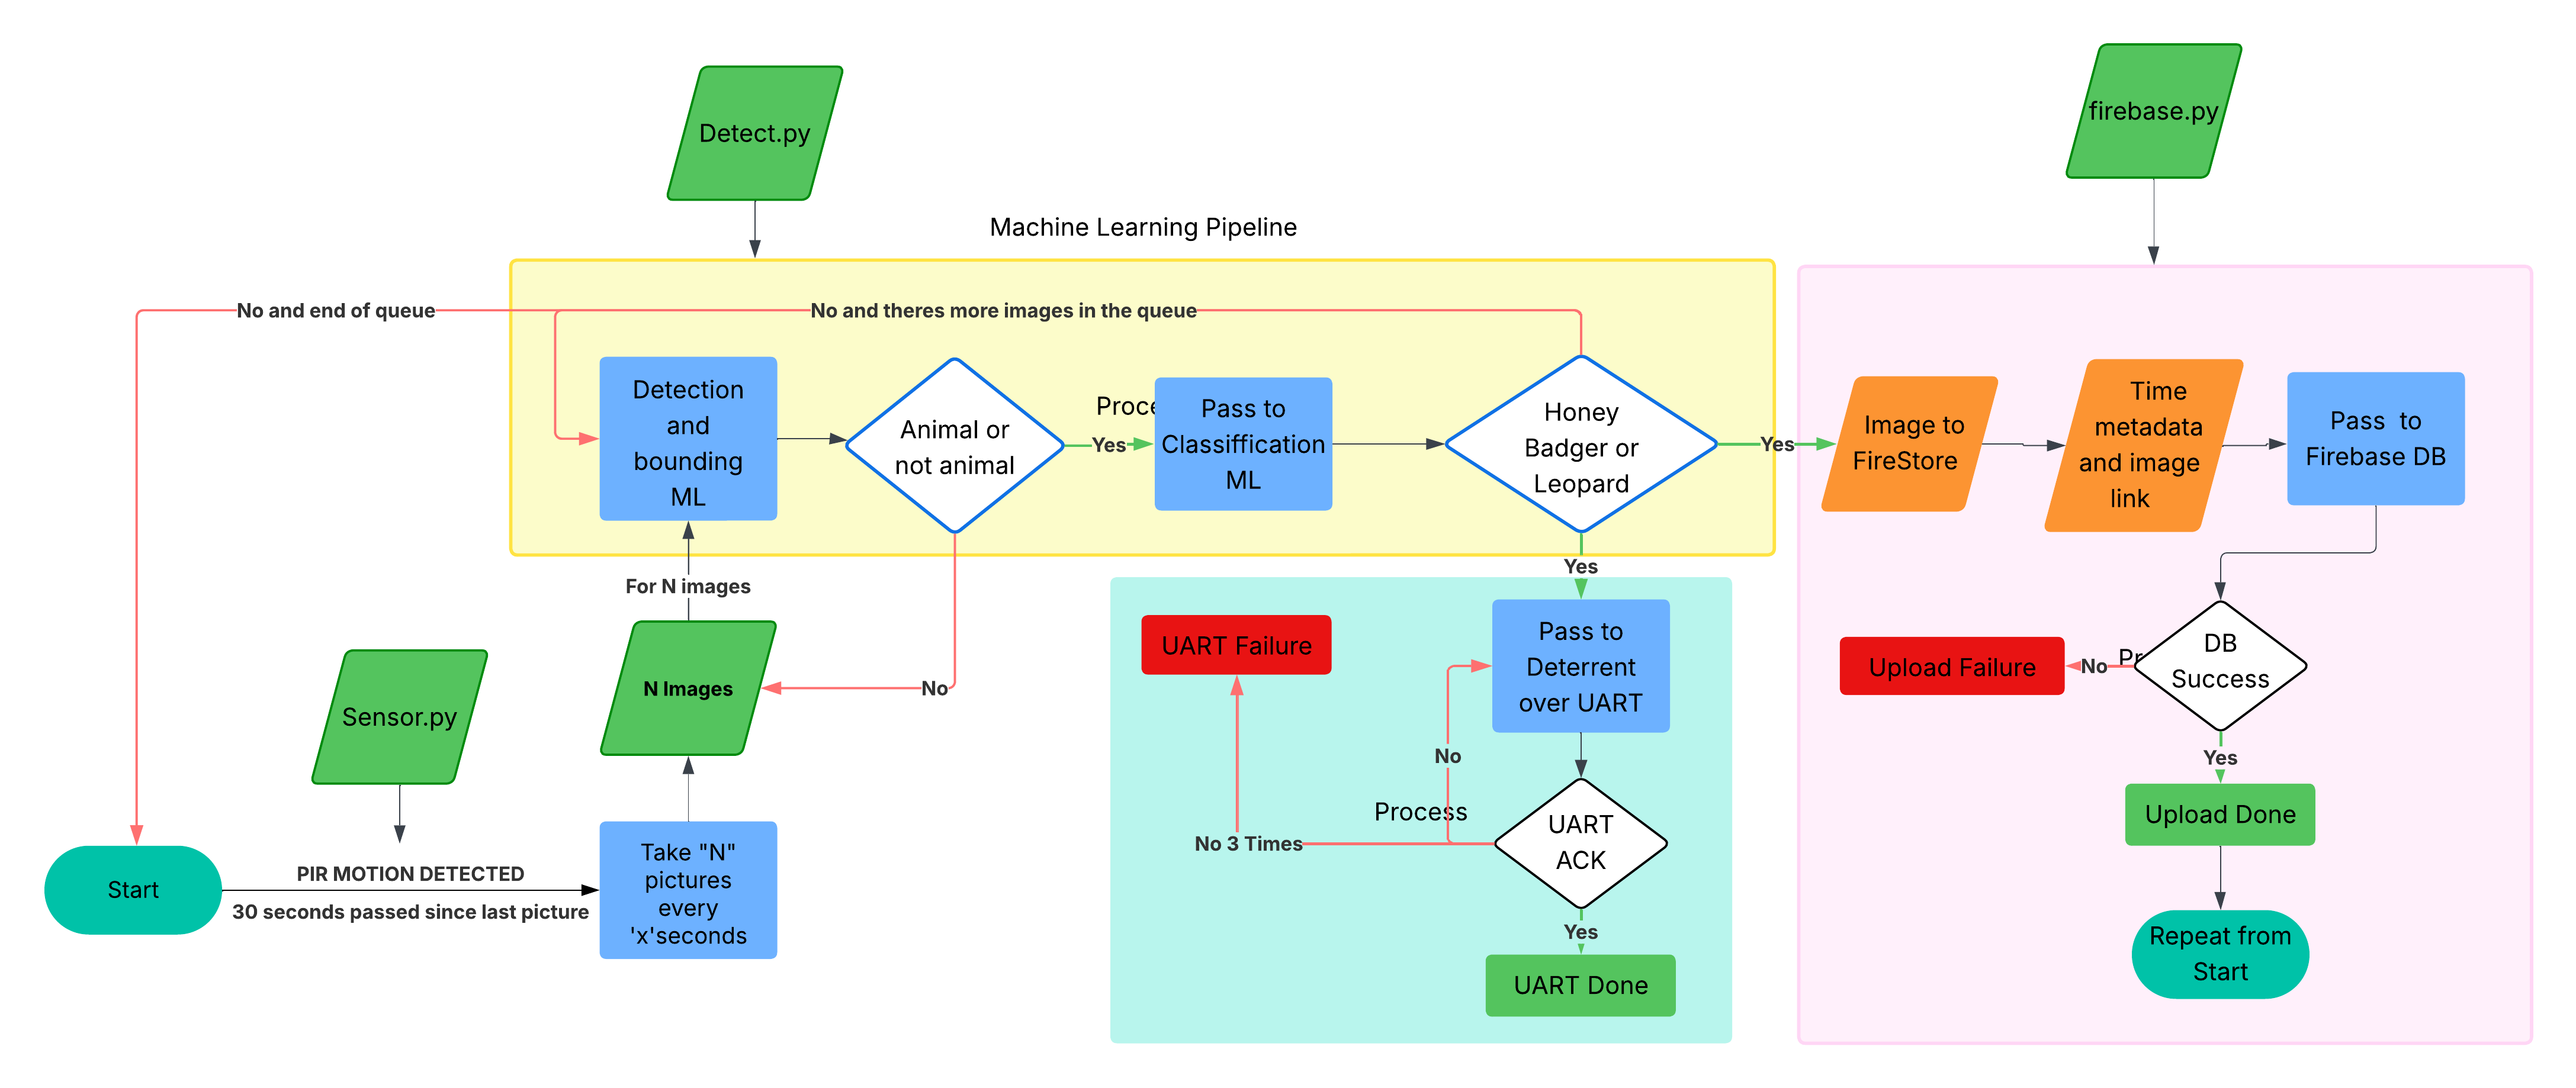 Detect.py
firebase.py
Machine Learning Pipeline
No and end of queue
No and theres more images in the queue
Detection
and
bounding
ML
Animal or
not animal
Proce
Yes
Pass to
Classiffication
ML
Honey
Badger or
Leopard
Yes
Image to
FireStore
Time
metadata
and image
link
Pass to
Firebase DB
For N images
Yes
N Images
No
Sensor.py
UART Failure
Pass to
Deterrent
over UART
No
Process
No 3 Times
UART
ACK
Yes
UART Done
Upload Failure
No
Pr
DB
Success
Yes
Upload Done
Repeat from
Start
Start
PIR MOTION DETECTED
30 seconds passed since last picture
Take "N"
pictures
every
'x'seconds